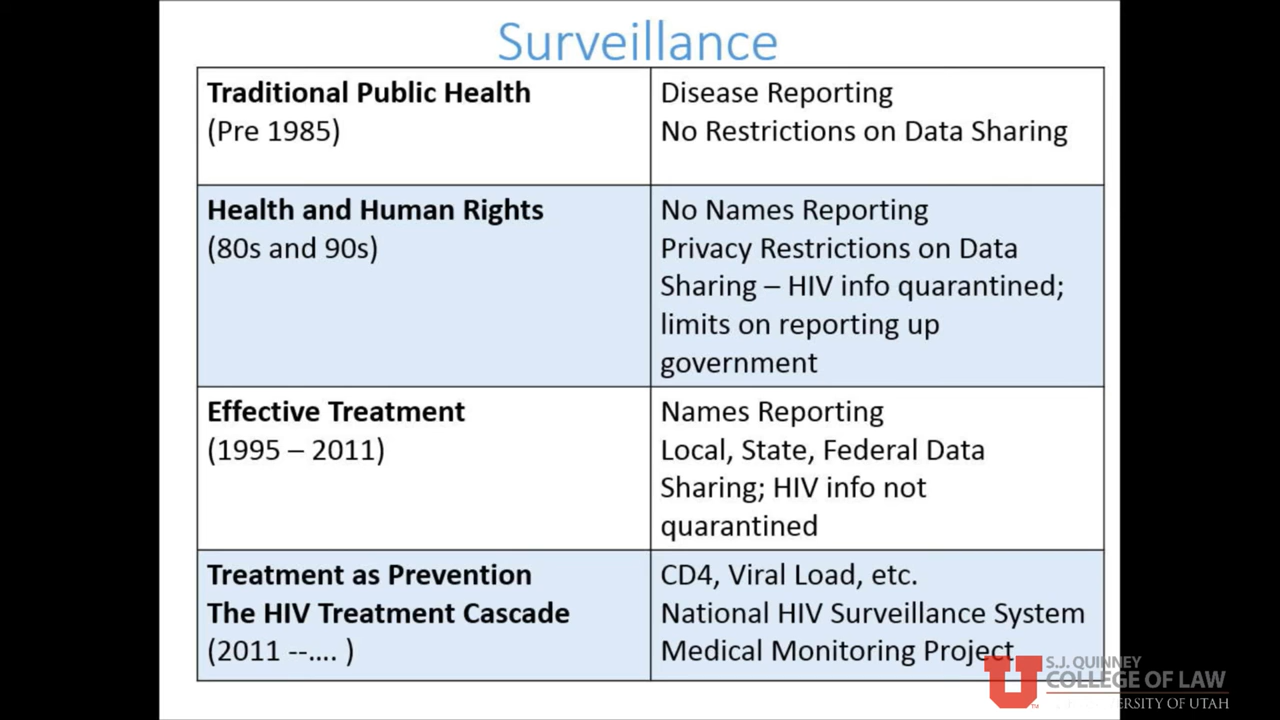 Surveillance
Traditional Public Health
(Pre 1985)
Disease Reporting
No Restrictions on Data Sharing
Health and Human Rights
(80s and 90s)
No Names Reporting
Privacy Restrictions on Data
Sharing – HIV info quarantined;
limits on reporting up
government
Effective Treatment
(1995 – 2011)
Names Reporting
Local, State, Federal Data
Sharing; HIV info not
quarantined
Treatment as Prevention
The HIV Treatment Cascade
(2011 --…. )
CD4, Viral Load, etc.
National HIV Surveillance System
Medical Monitoring Project
S.J. QUINNEY
COLLEGE OF LAW
UNIVERSITY OF UTAH